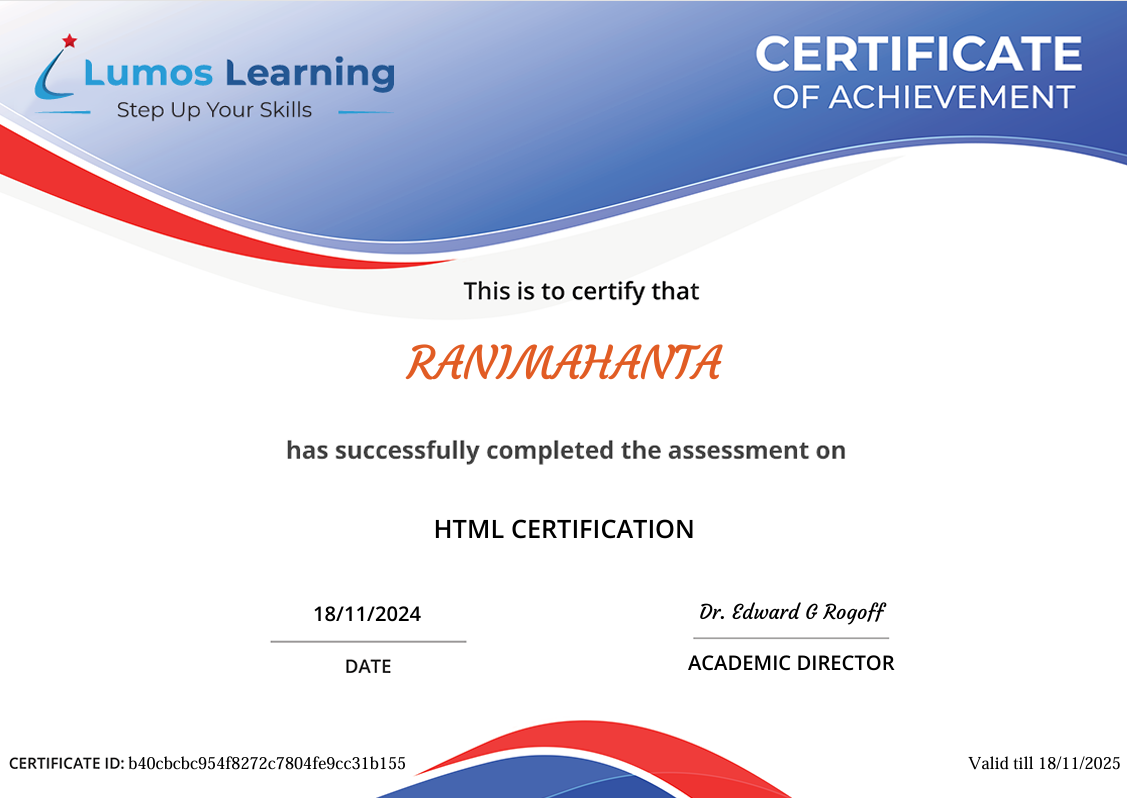 Lumos Learning
Step Up Your Skills
CERTIFICATE
OF ACHIEVEMENT
This is to certify that
RANIMAHANTA
has successfully completed the assessment on
HTML CERTIFICATION
18/11/2024
DATE
Dr. Edward G Rogoff
ACADEMIC DIRECTOR
CERTIFICATE ID: b40cbcbc954f8272c7804fe9cc31b155
Valid till 18/11/2025